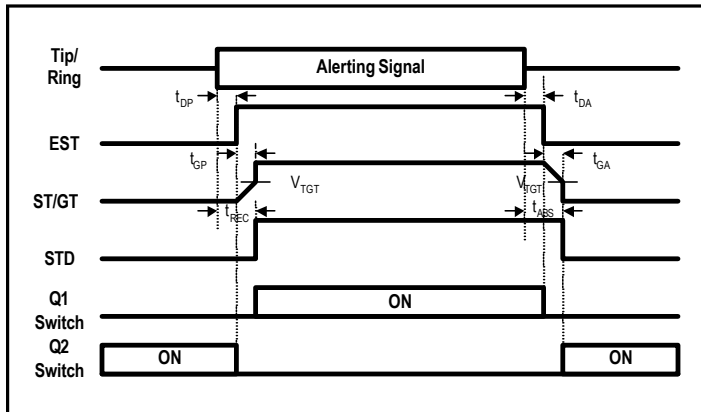 Tip/
Ring
Alerting Signal
tDP
tDA
EST
tGP
tGA
ST/GT
VTGT
VTGT
tREC
tABS
STD
Q1
Switch
ON
Q2
Switch
ON
ON